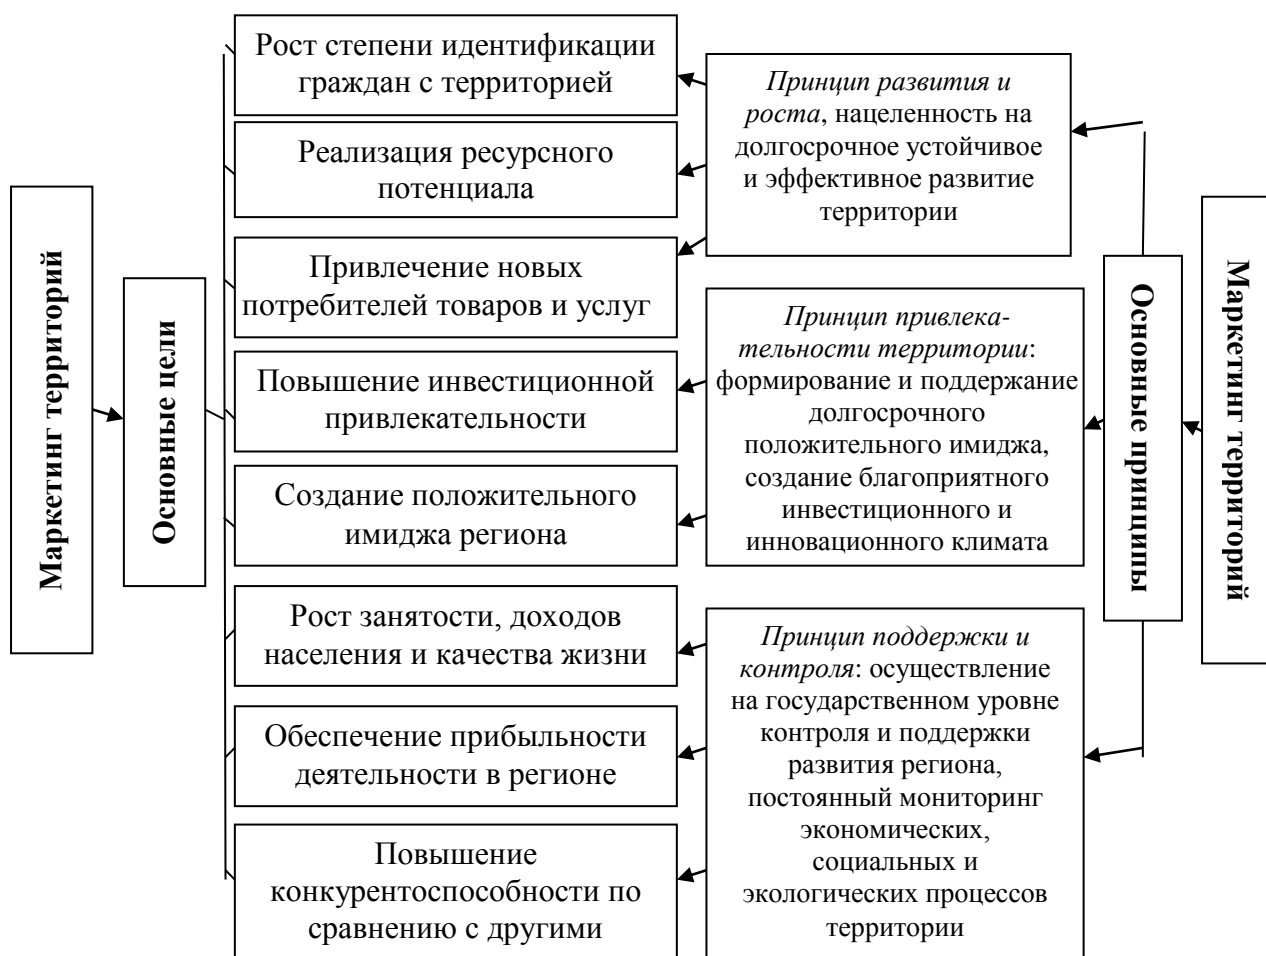 Маркетинг территорий
Основные цели
Рост степени идентификации
граждан с территорией
Реализация ресурсного
потенциала
Привлечение новых
потребителей товаров и услуг
Повышение инвестиционной
привлекательности
Создание положительного
имиджа региона
Рост занятости, доходов
населения и качества жизни
Обеспечение прибыльности
деятельности в регионе
Повышение
конкурентоспособности по
сравнению с другими
Принцип развития и
роста, нацеленность на
долгосрочное устойчивое
и эффективное развитие
территории
Принцип привлека-
тельности территории:
формирование и поддержание
долгосрочного
положительного имиджа,
создание благоприятного
инвестиционного и
инновационного климата
Принцип поддержки и
контроля: осуществление
на государственном уровне
контроля и поддержки
развития региона,
постоянный мониторинг
экономических,
социальных и
экологических процессов
территории
Основные принципы
Маркетинг территорий